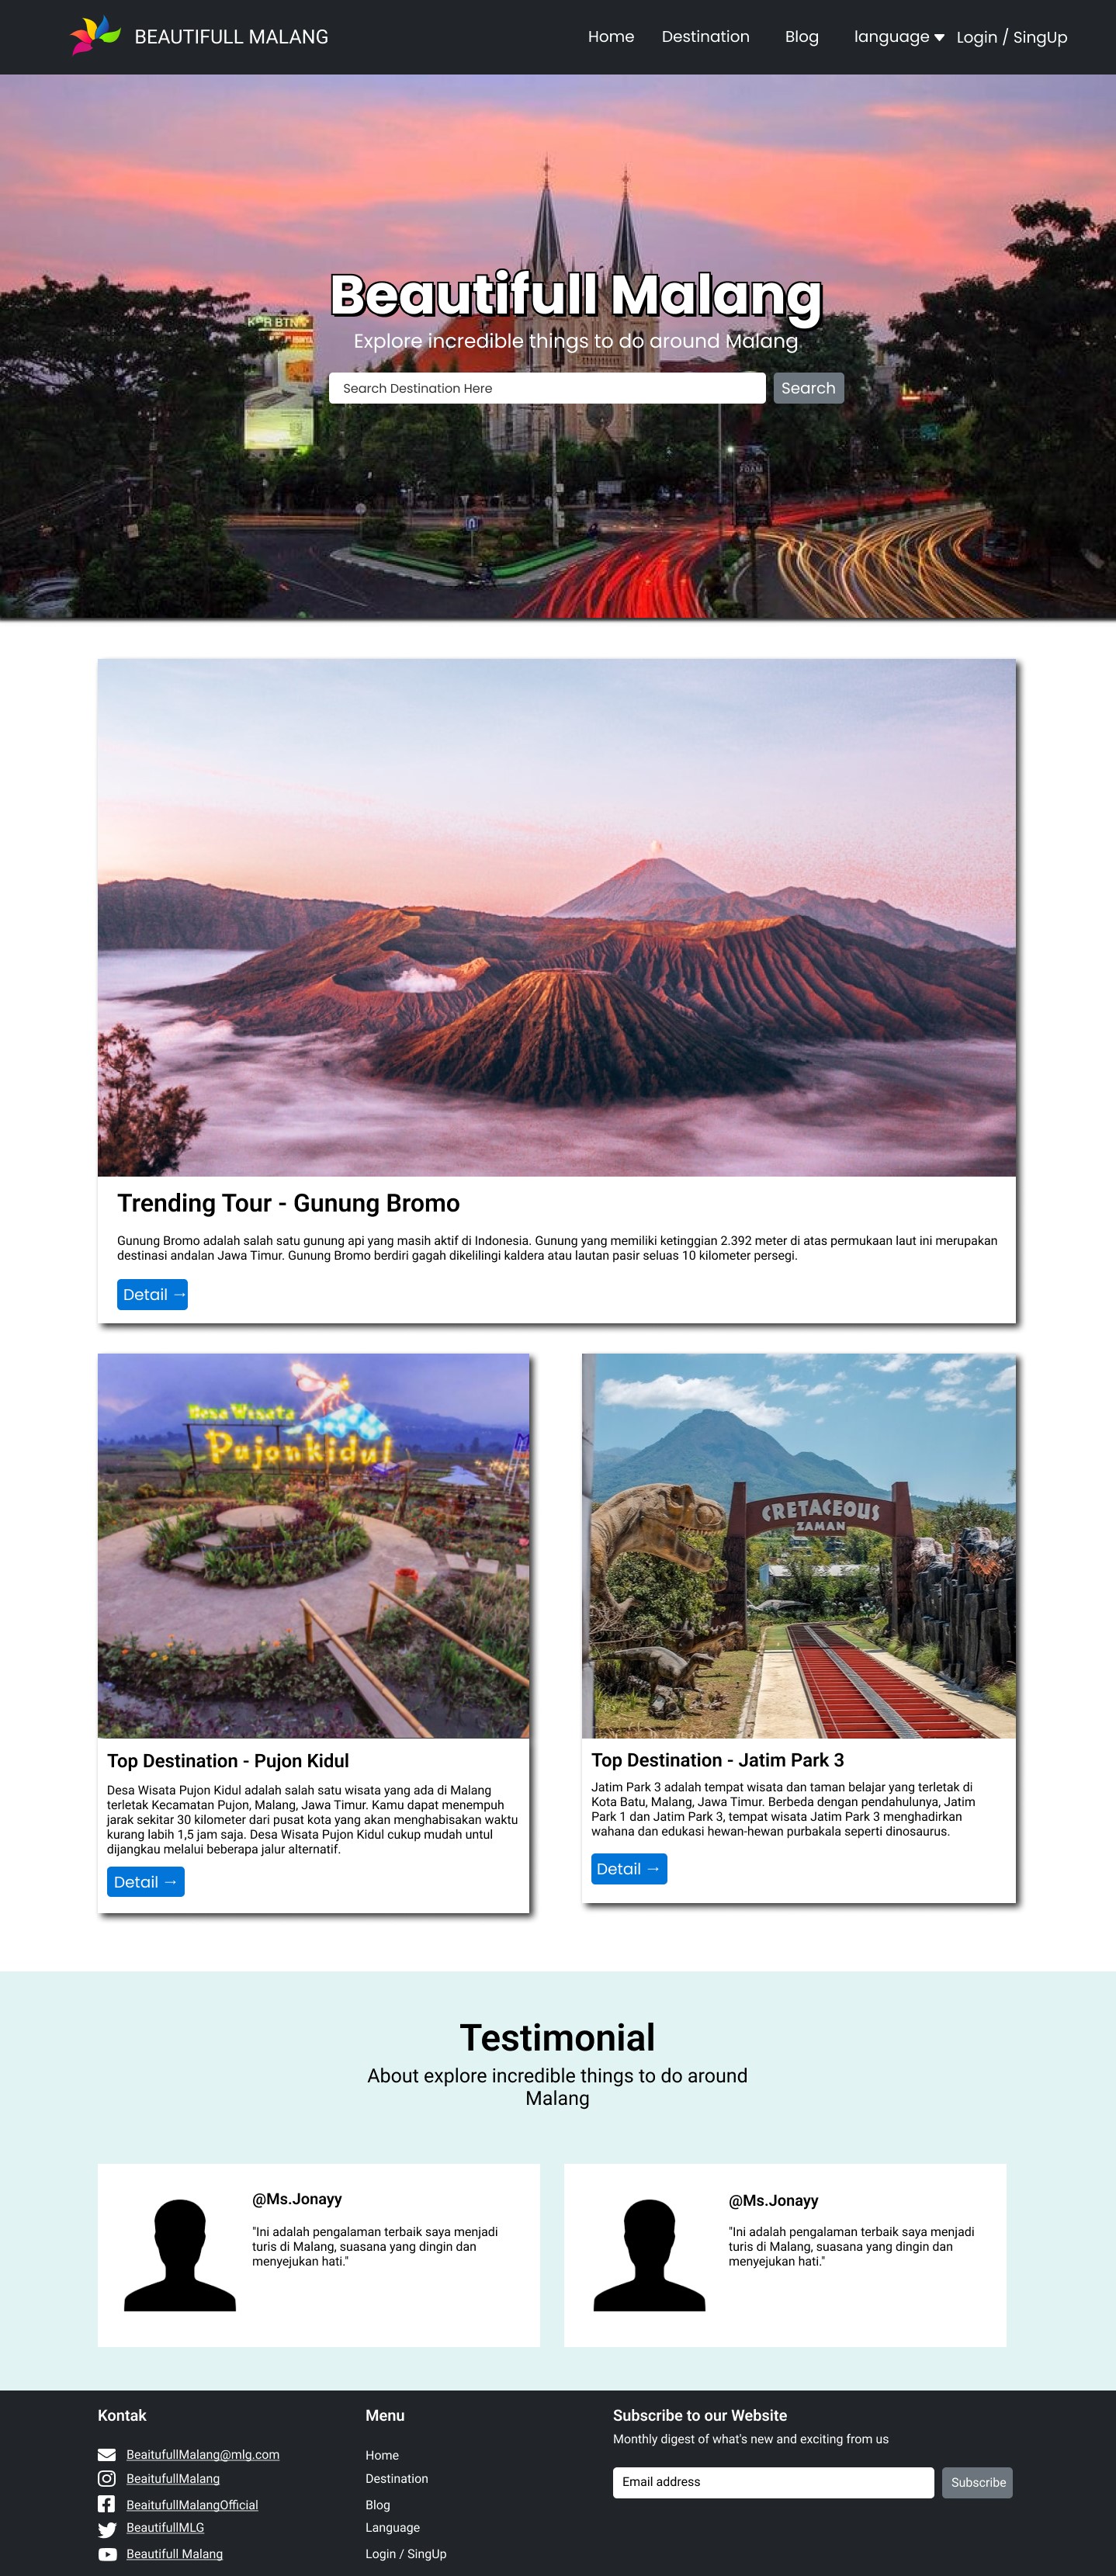 BEAUTIFULL MALANG
Home Destination Blog language Login / SingUp
Beautifull Malang
KPR BTN
Explore incredible things to do around Malang
Search Destination Here
Search
FOAM
Trending Tour - Gunung Bromo
Gunung Bromo adalah salah satu gunung api yang masih aktif di Indonesia. Gunung yang memiliki ketinggian 2.392 meter di atas permukaan laut ini merupakan
destinasi andalan Jawa Timur. Gunung Bromo berdiri gagah dikelilingi kaldera atau lautan pasir seluas 10 kilometer persegi.
Detail →
Desa Wisata
Pujonkidul
Top Destination - Pujon Kidul
Desa Wisata Pujon Kidul adalah salah satu wisata yang ada di Malang
terletak Kecamatan Pujon, Malang, Jawa Timur. Kamu dapat menempuh
jarak sekitar 30 kilometer dari pusat kota yang akan menghabisakan waktu
kurang labih 1,5 jam saja. Desa Wisata Pujon Kidul cukup mudah untul
dijangkau melalui beberapa jalur alternatif.
Detail →
CRETACEOUS
ZAMAN
Top Destination - Jatim Park 3
Jatim Park 3 adalah tempat wisata dan taman belajar yang terletak di
Kota Batu, Malang, Jawa Timur. Berbeda dengan pendahulunya, Jatim
Park 1 dan Jatim Park 3, tempat wisata Jatim Park 3 menghadirkan
wahana dan edukasi hewan-hewan purbakala seperti dinosaurus.
Detail →
Testimonial
About explore incredible things to do around
Malang
@Ms.Jonayy
"Ini adalah pengalaman terbaik saya menjadi
turis di Malang, suasana yang dingin dan
menyejukan hati."
@Ms.Jonayy
"Ini adalah pengalaman terbaik saya menjadi
turis di Malang, suasana yang dingin dan
menyejukan hati."
Kontak
BeaitufullMalang@mlg.com
BeaitufullMalang
BeaitufullMalangOfficial
BeautifullMLG
Beautifull Malang
Menu
Home
Destination
Blog
Language
Login / SingUp
Subscribe to our Website
Monthly digest of what's new and exciting from us
Email address
Subscribe